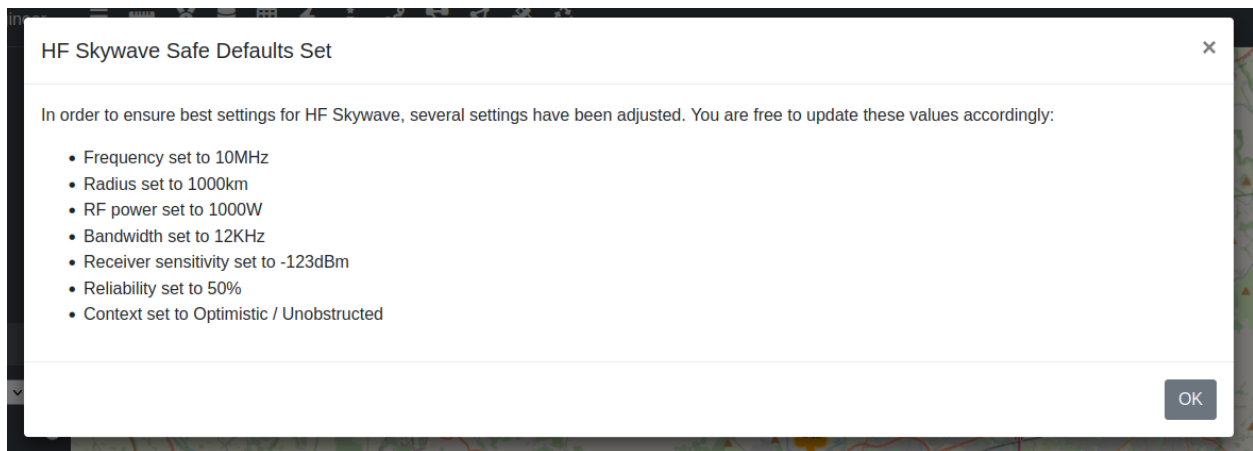 HF Skywave Safe Defaults Set
×
In order to ensure best settings for HF Skywave, several settings have been adjusted. You are free to update these values accordingly:
• Frequency set to 10MHz
• Radius set to 1000km
• RF power set to 1000W
• Bandwidth set to 12KHz
• Receiver sensitivity set to -123dBm
• Reliability set to 50%
• Context set to Optimistic / Unobstructed
OK